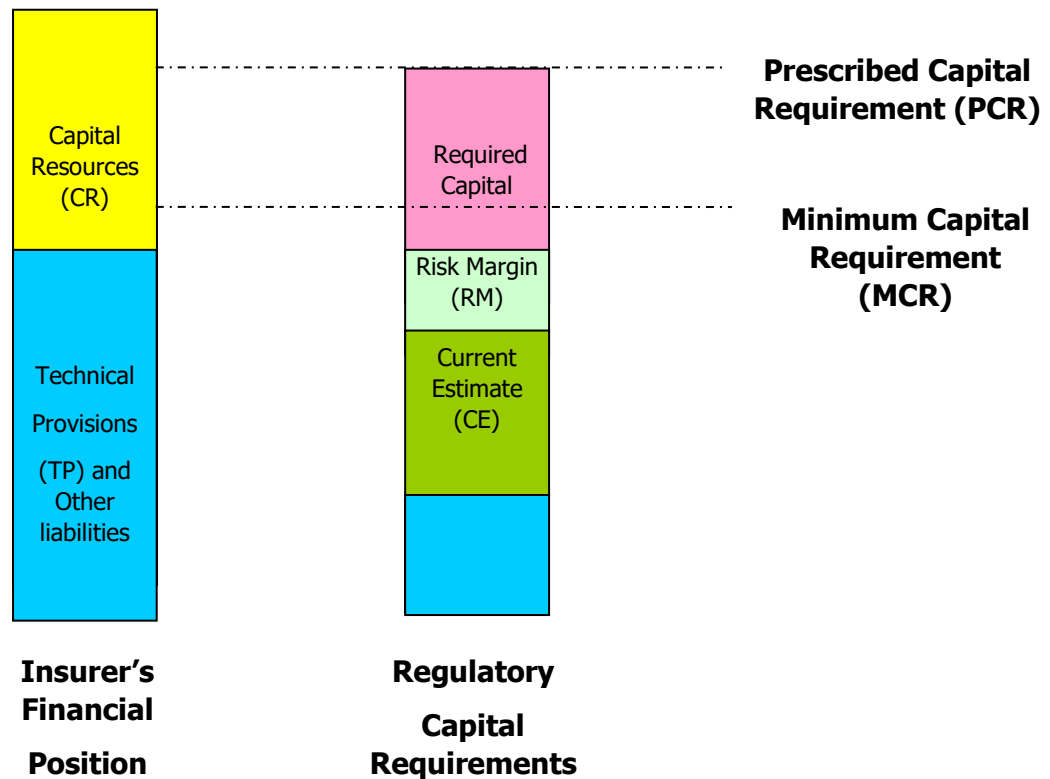 Capital
Resources
(CR)
Technical
Provisions
(TP) and
Other
liabilities
Insurer’s
Financial
Position
Required
Capital
Risk Margin
(RM)
Current
Estimate
(CE)
Regulatory
Capital
Requirements
Prescribed Capital
Requirement (PCR)
Minimum Capital
Requirement
(MCR)